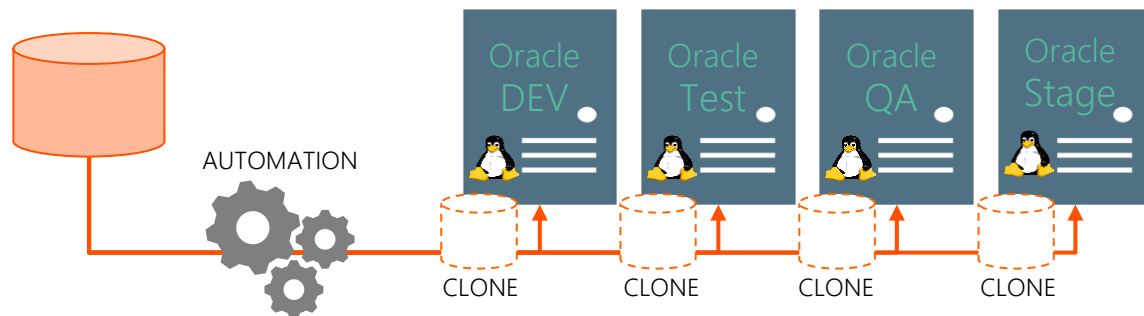 Oracle
DEV
Oracle
Test
Oracle
QA
Oracle
Stage
AUTOMATION
CLONE
CLONE
CLONE
CLONE